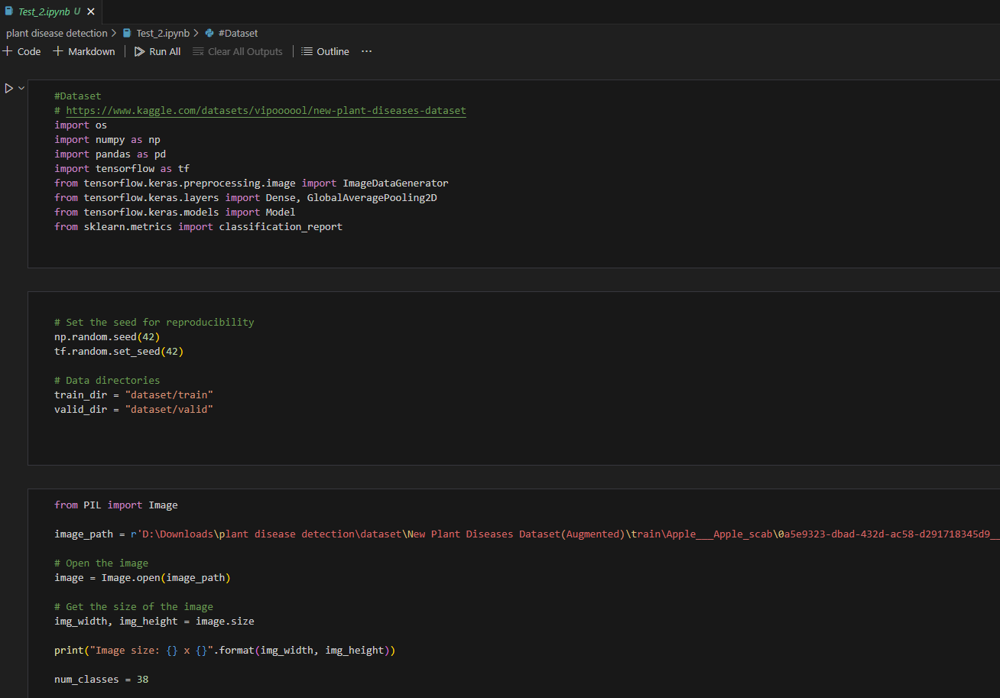 Test_2.ipynb U
plant disease detection > Test_2.ipynb > #Dataset
+ Code + Markdown | Run All Clear All Outputs | Outline ...
#Dataset
# https://www.kaggle.com/datasets/vipoooool/new-plant-diseases-dataset
import os
import numpy as np
import pandas as pd
import tensorflow as tf
from tensorflow.keras.preprocessing.image import ImageDataGenerator
from tensorflow.keras.layers import Dense, GlobalAveragePooling2D
from tensorflow.keras.models import Model
from sklearn.metrics import classification_report
# Set the seed for reproducibility
np.random.seed(42)
tf.random.set_seed(42)
# Data directories
train_dir = "dataset/train"
valid_dir = "dataset/valid"
from PIL import Image
image_path = r'D:\Downloads\plant disease detection\dataset\New Plant Diseases Dataset(Augmented)\train\Apple___Apple_scab\0a5e9323-dbad-432d-ac58-d291718345d9__
# Open the image
image = Image.open(image_path)
# Get the size of the image
img_width, img_height = image.size
print("Image size: {} x {}".format(img_width, img_height))
num_classes = 38